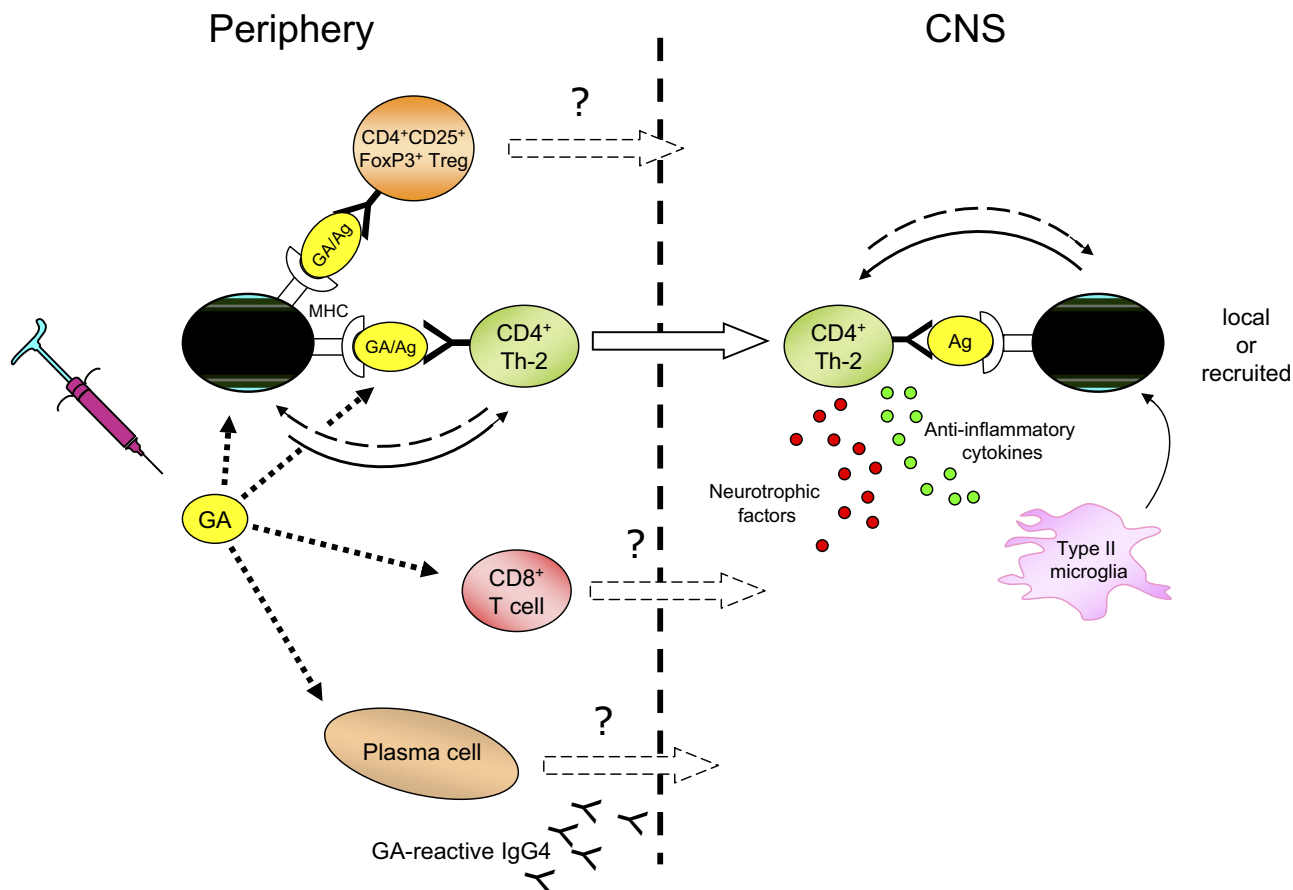 Periphery
CNS
?
CD4⁺CD25⁺
FoxP3⁺ Treg
GA/Ag
MHC
GA/Ag
CD4⁺
Th-2
CD4⁺
Th-2
Ag
local
or
recruited
Anti-inflammatory
cytokines
Neurotrophic
factors
GA
?
CD8⁺
T cell
Type II
microglia
?
Plasma cell
GA-reactive IgG4